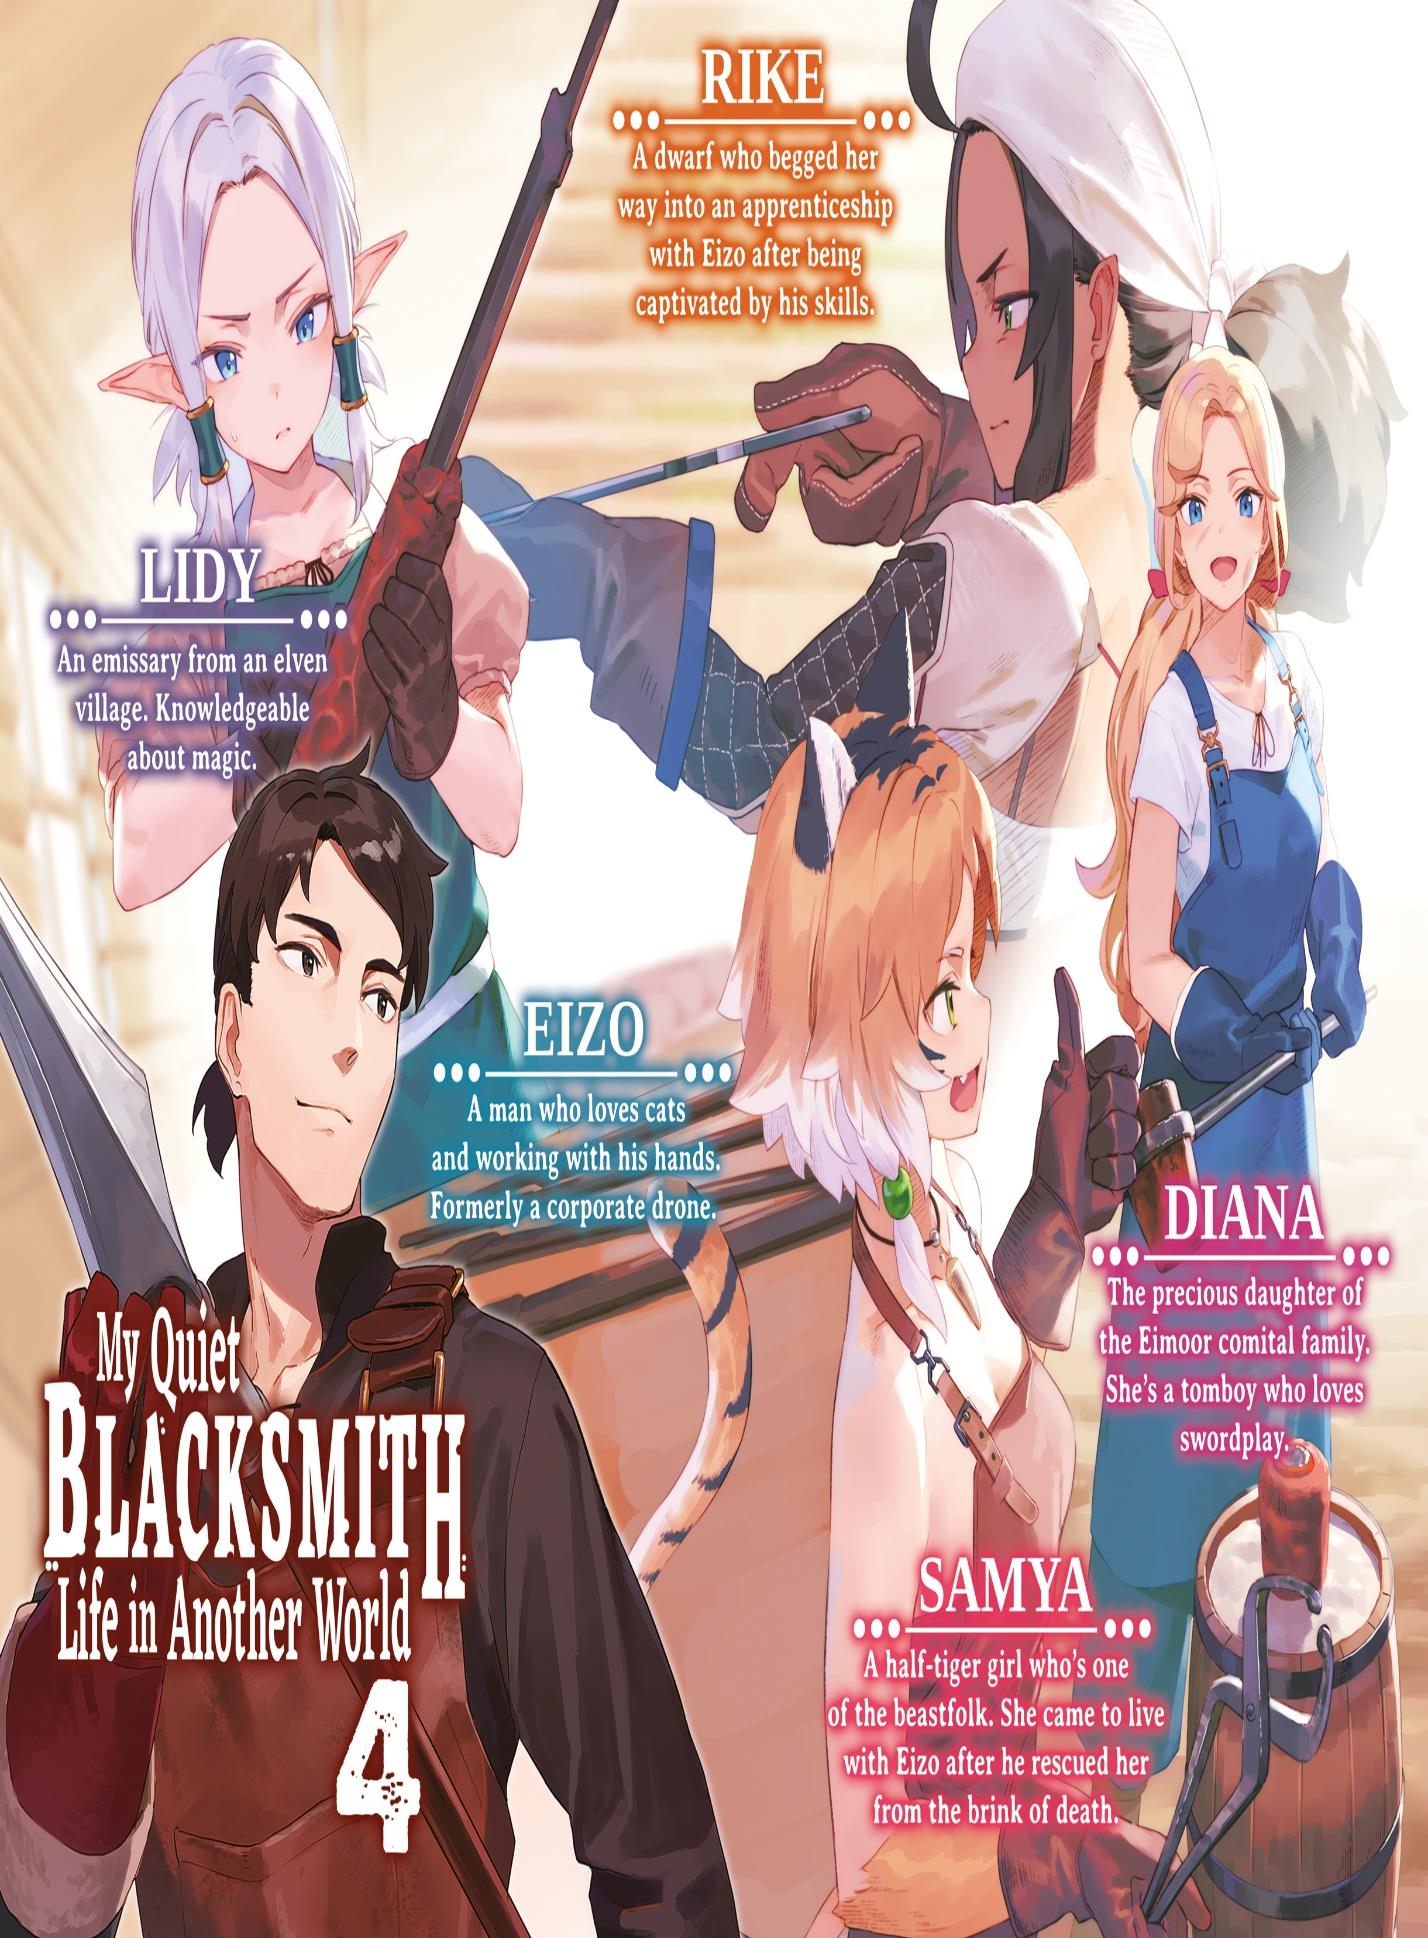 RIKE
A dwarf who begged her
way into an apprenticeship
with Eizo after being
captivated by his skills.
LIDY
An emissary from an elven
village. Knowledgeable
about magic.
EIZO
A man who loves cats
and working with his hands.
Formerly a corporate drone.
DIANA
The precious daughter of
the Eimoor comital family.
She's a tomboy who loves
swordplay.
My Quiet
BLACKSMITH
Life in Another World
4
SAMYA
A half-tiger girl who's one
of the beastfolk. She came to live
with Eizo after he rescued her
from the brink of death.